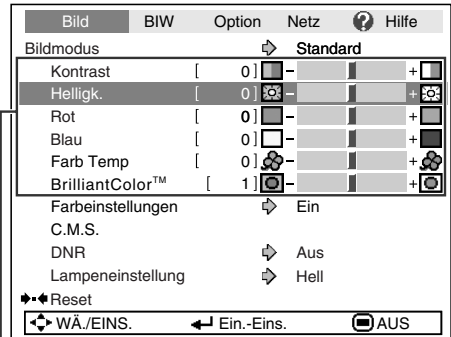 Bild BIW Option Netz ? Hilfe
Bildmodus Standard
Kontrast [ 0] - +
Helligk. [ 0] - +
Rot [ 0] - +
Blau [ 0] - +
Farb Temp [ 0] - +
BrilliantColor™ [ 1] - +
Farbeinstellungen Ein
C.M.S.
DNR Aus
Lampeneinstellung Hell
Reset
WÄ./EINS. Ein.-Eins. AUS